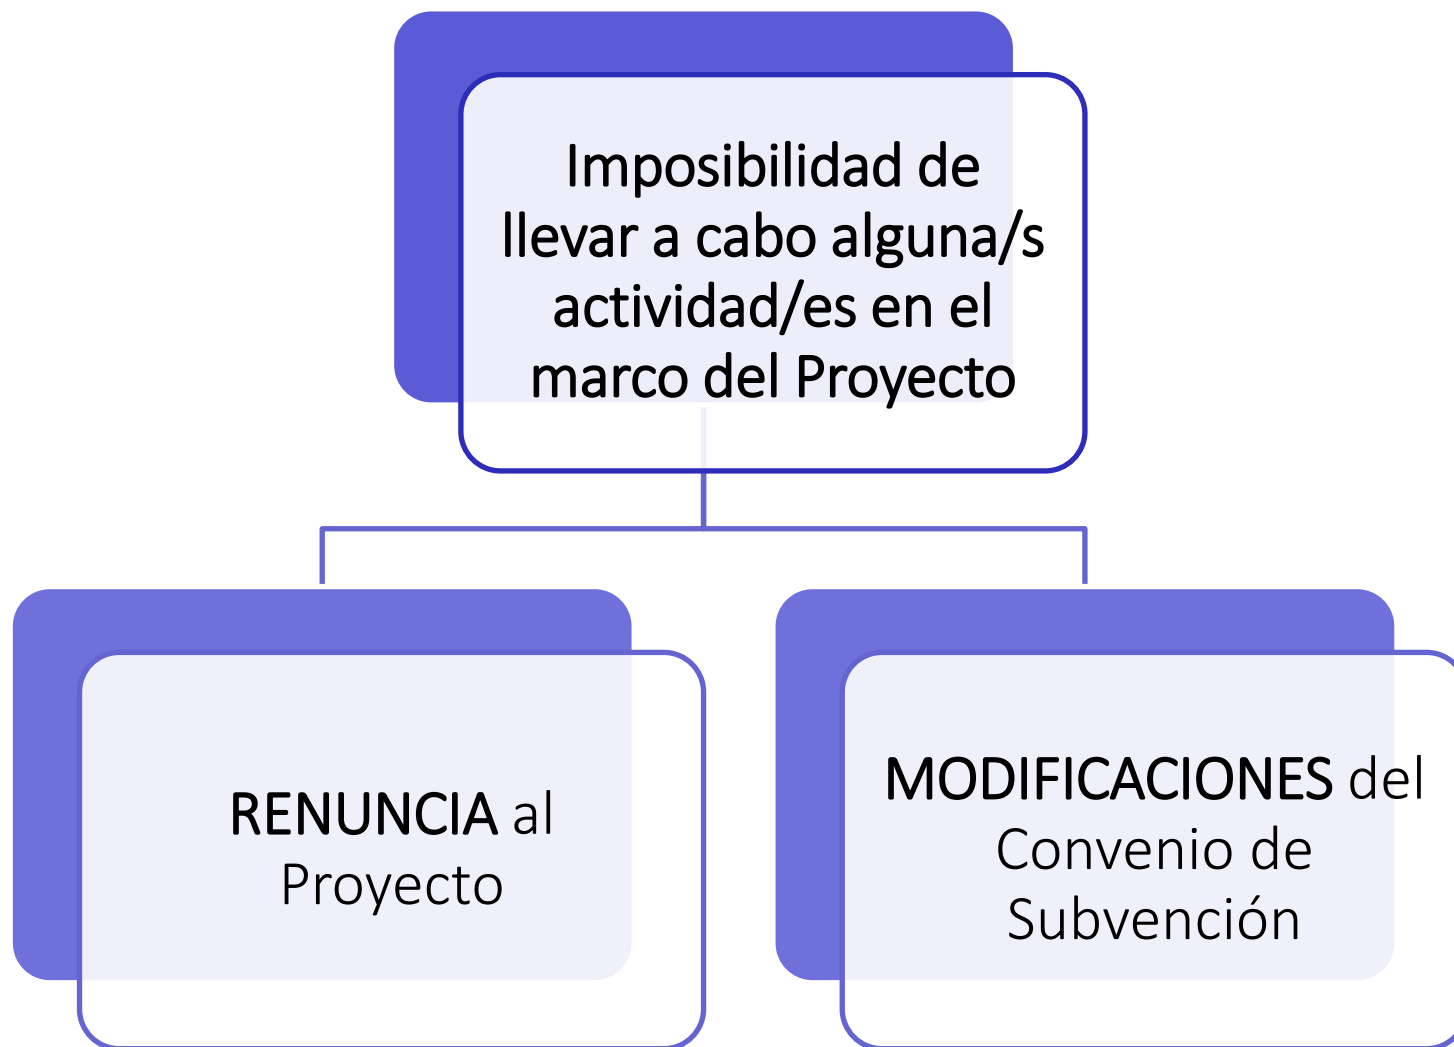 Imposibilidad de
llevar a cabo alguna/s
actividad/es en el
marco del Proyecto
RENUNCIA al
Proyecto
MODIFICACIONES del
Convenio de
Subvención